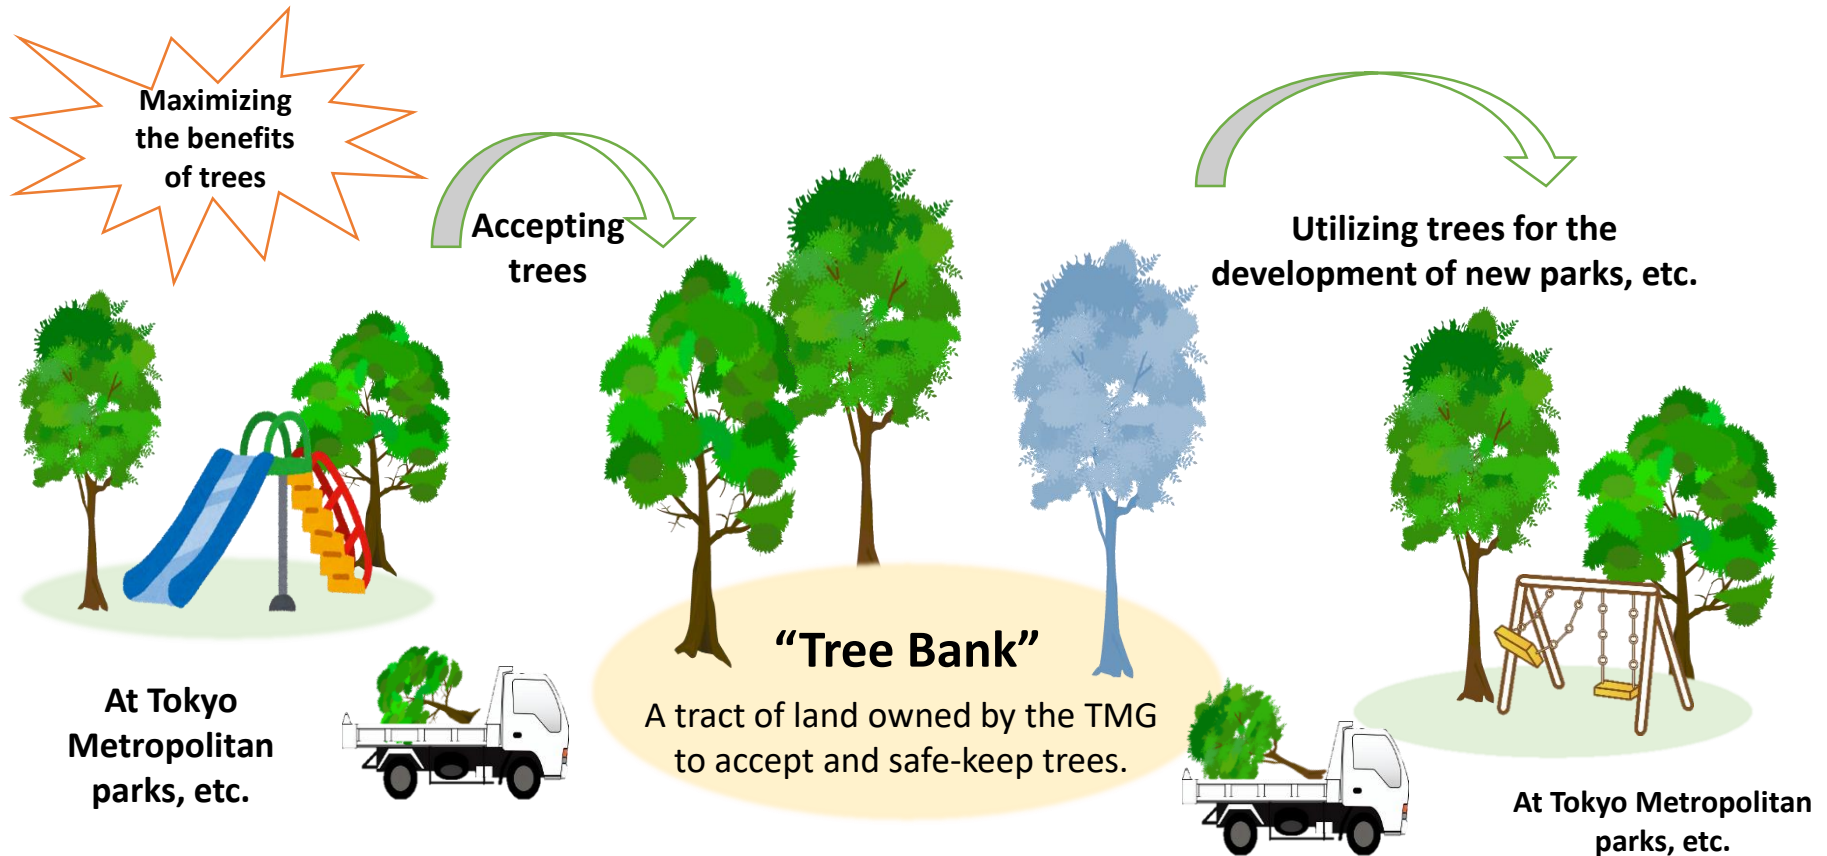 Maximizing
the benefits
of trees
Accepting
trees
Utilizing trees for the
development of new parks, etc.
“Tree Bank”
A tract of land owned by the TMG
to accept and safe-keep trees.
At Tokyo
Metropolitan
parks, etc.
At Tokyo Metropolitan
parks, etc.